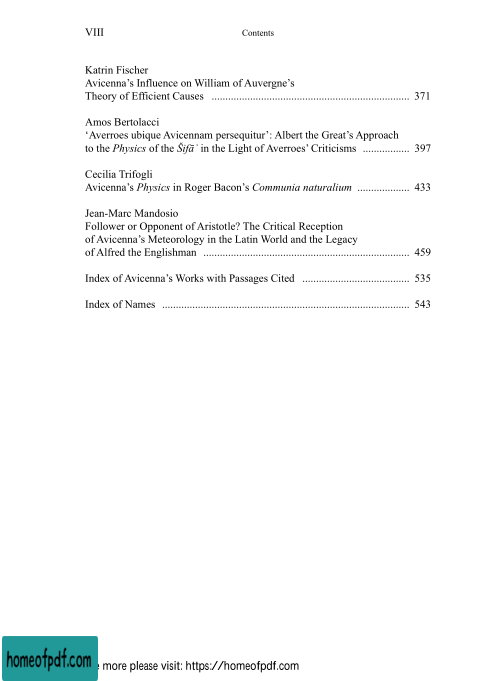 VIII Contents
Katrin Fischer
Avicenna's Influence on William of Auvergne's
Theory of Efficient Causes ........................................................................ 371
Amos Bertolacci
'Averroes ubique Avicennam persequitur': Albert the Great's Approach
to the Physics of the Šifāʾ in the Light of Averroes' Criticisms ................. 397
Cecilia Trifogli
Avicenna's Physics in Roger Bacon's Communia naturalium ................... 433
Jean-Marc Mandosio
Follower or Opponent of Aristotle? The Critical Reception
of Avicenna's Meteorology in the Latin World and the Legacy
of Alfred the Englishman ........................................................................... 459
Index of Avicenna's Works with Passages Cited ....................................... 535
Index of Names .......................................................................................... 543
homeofpdf.com
more please visit: https://homeofpdf.com